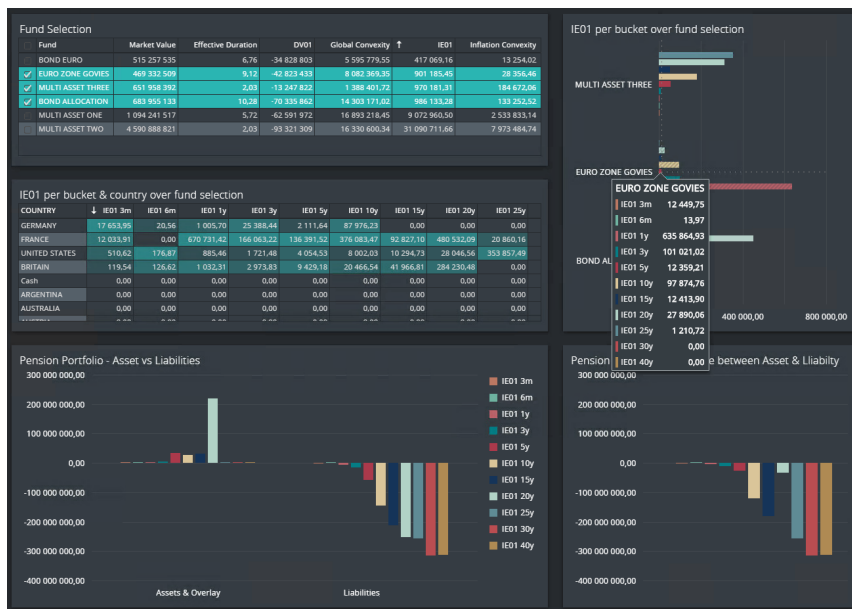 Fund Selection
Fund Market Value Effective Duration DV01 Global Convexity ↑ IE01 Inflation Convexity
BOND EURO 515 257 535 6,76 -34 828 803 5 595 779,55 417 069,16 13 254,02
EURO ZONE GOVIES 469 332 509 9,12 -42 823 433 8 082 369,35 901 185,45 28 356,46
MULTI ASSET THREE 651 958 392 2,03 -13 247 822 1 388 401,72 970 181,31 184 672,06
BOND ALLOCATION 683 955 135 10,28 -70 335 862 14 303 171,02 986 133,28 133 252,52
MULTI ASSET ONE 1 094 241 517 5,72 -62 591 972 16 893 218,45 9 072 960,50 2 533 833,14
MULTI ASSET TWO 4 590 888 821 2,03 -93 321 309 16 330 600,34 31 090 711,66 7 973 484,74
IE01 per bucket & country over fund selection
COUNTRY ↓ IE01 3m IE01 6m IE01 1y IE01 3y IE01 5y IE01 10y IE01 15y IE01 20y IE01 25y
GERMANY 17 653,95 20,56 1 005,70 25 388,44 2 111,64 87 976,23 0,00 0,00 0,00
FRANCE 12 033,91 0,00 670 731,42 166 063,22 136 391,52 376 083,47 92 827,10 480 532,09 20 860,16
UNITED STATES 510,62 176,87 885,46 1 721,48 4 054,53 8 002,03 10 294,73 28 046,56 353 857,49
BRITAIN 119,54 126,62 1 032,31 2 973,83 9 429,18 20 466,54 41 966,81 284 230,48 0,00
Cash 0,00 0,00 0,00 0,00 0,00 0,00 0,00 0,00 0,00
ARGENTINA 0,00 0,00 0,00 0,00 0,00 0,00 0,00 0,00 0,00
AUSTRALIA 0,00 0,00 0,00 0,00 0,00 0,00 0,00 0,00 0,00
IE01 per bucket over fund selection
MULTI ASSET THREE
EURO ZONE GOVIES
BOND AL
EURO ZONE GOVIES
IE01 3m 12 449,75
IE01 6m 13,97
IE01 1y 635 864,93
IE01 3y 101 021,02
IE01 5y 12 359,21
IE01 10y 97 874,76
IE01 15y 12 413,90
IE01 20y 27 890,06
IE01 25y 1 210,72
IE01 30y 0,00
IE01 40y 0,00
400 000,00 800 000,00
Pension Portfolio - Asset vs Liabilities
300 000 000,00
200 000 000,00
100 000 000,00
0,00
-100 000 000,00
-200 000 000,00
-300 000 000,00
-400 000 000,00
Assets & Overlay Liabilities
IE01 3m
IE01 6m
IE01 1y
IE01 3y
IE01 5y
IE01 10y
IE01 15y
IE01 20y
IE01 25y
IE01 30y
IE01 40y
Pension between Asset & Lliabilty
300 000 000,00
200 000 000,00
100 000 000,00
0,00
-100 000 000,00
-200 000 000,00
-300 000 000,00
-400 000 000,00